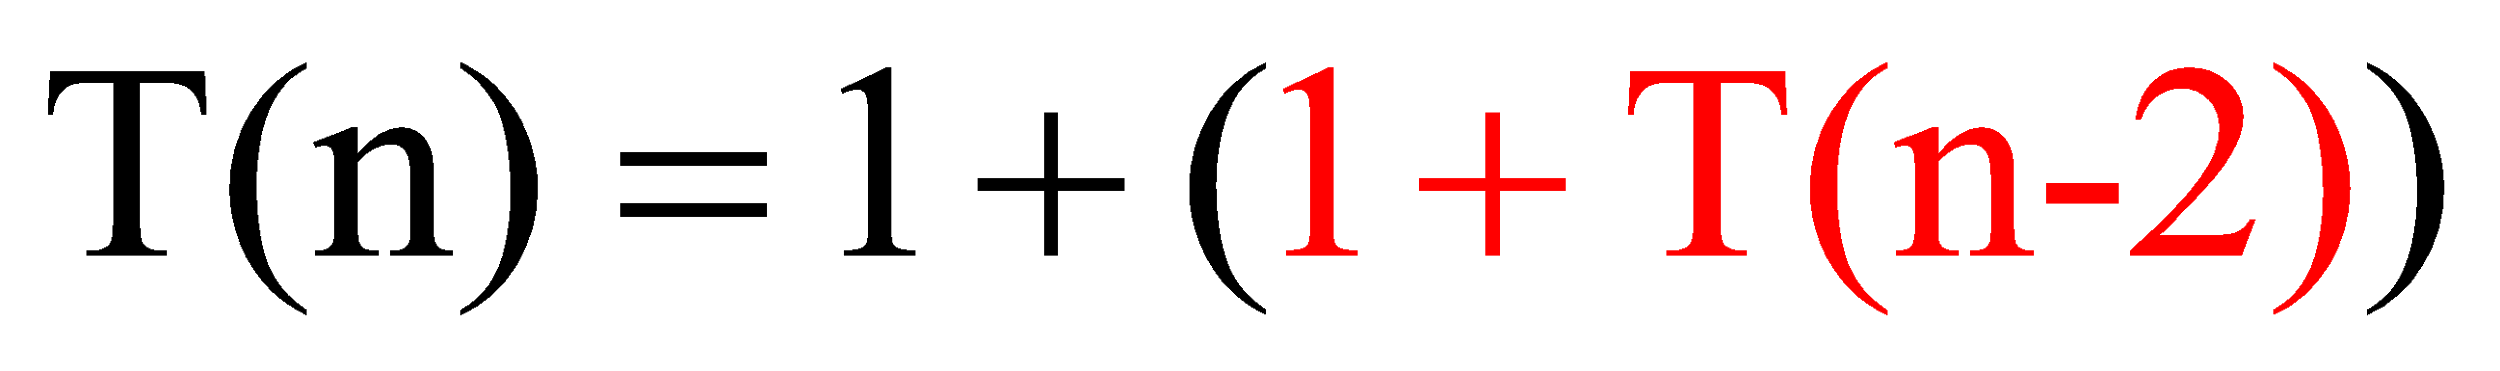 T(n) = 1 + (1 + T(n-2))